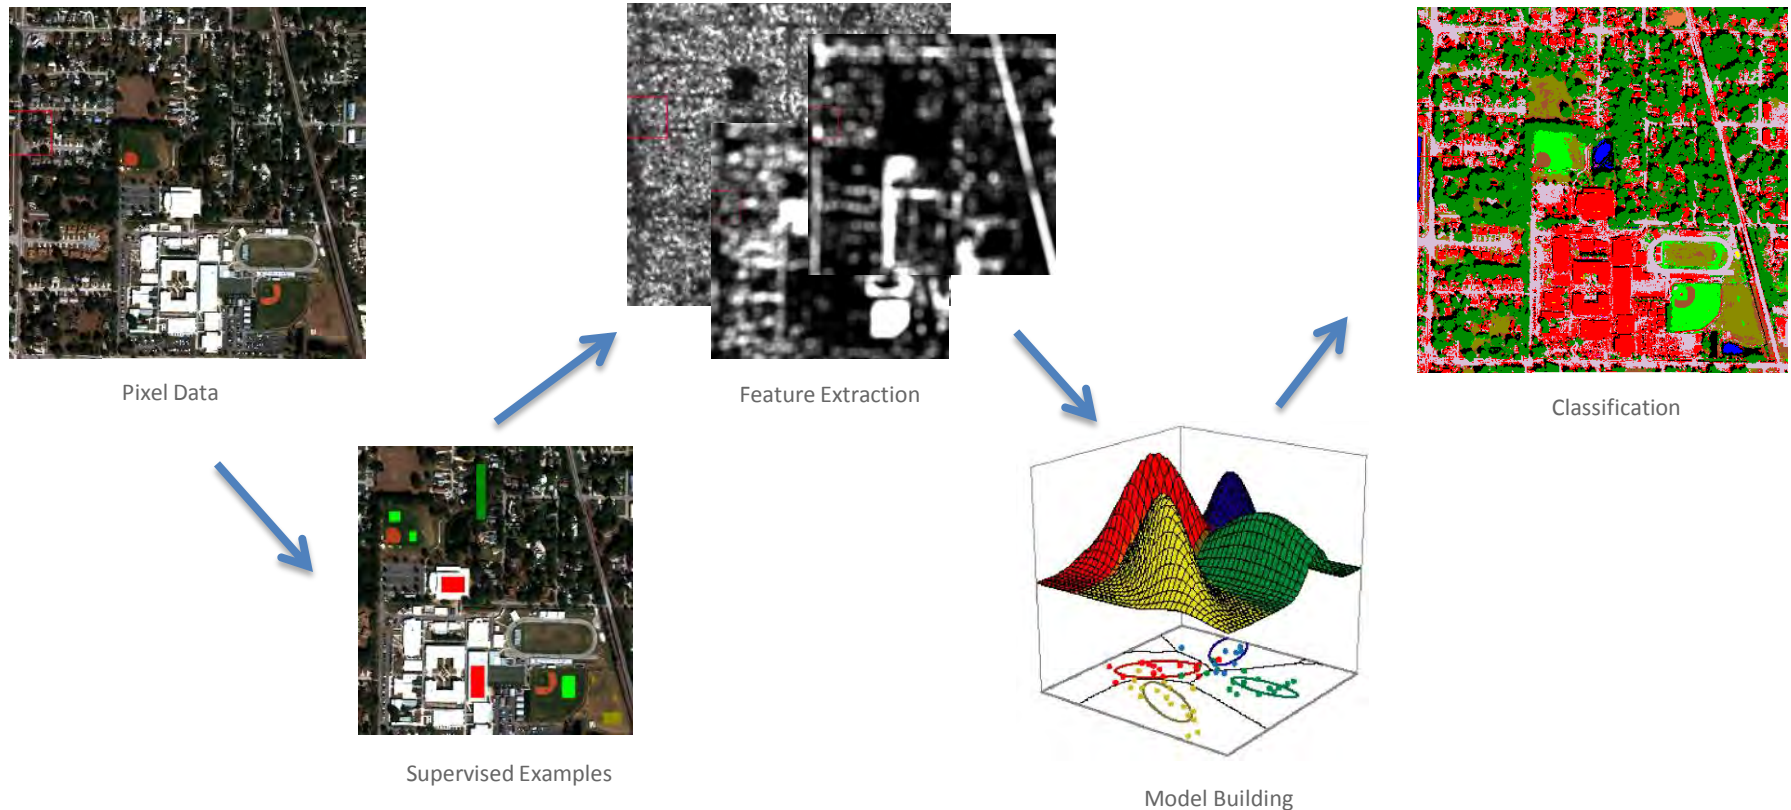 Pixel Data
Supervised Examples
Feature Extraction
Model Building
Classification